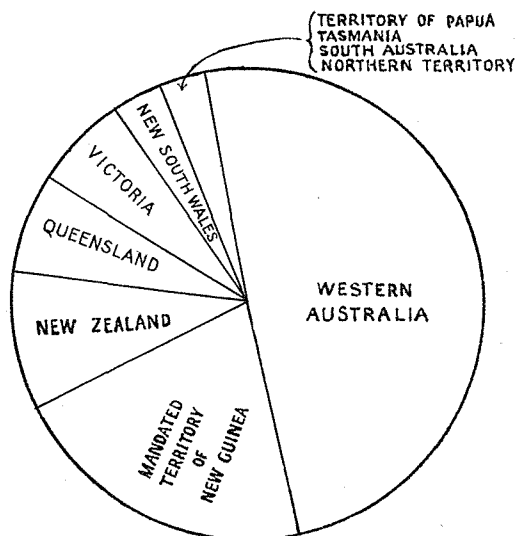 TERRITORY OF PAPUA
TASMANIA
SOUTH AUSTRALIA
NORTHERN TERRITORY
NEW SOUTH WALES
VICTORIA
QUEENSLAND
NEW ZEALAND
MANDATED
TERRITORY
OF
NEW GUINEA
WESTERN
AUSTRALIA